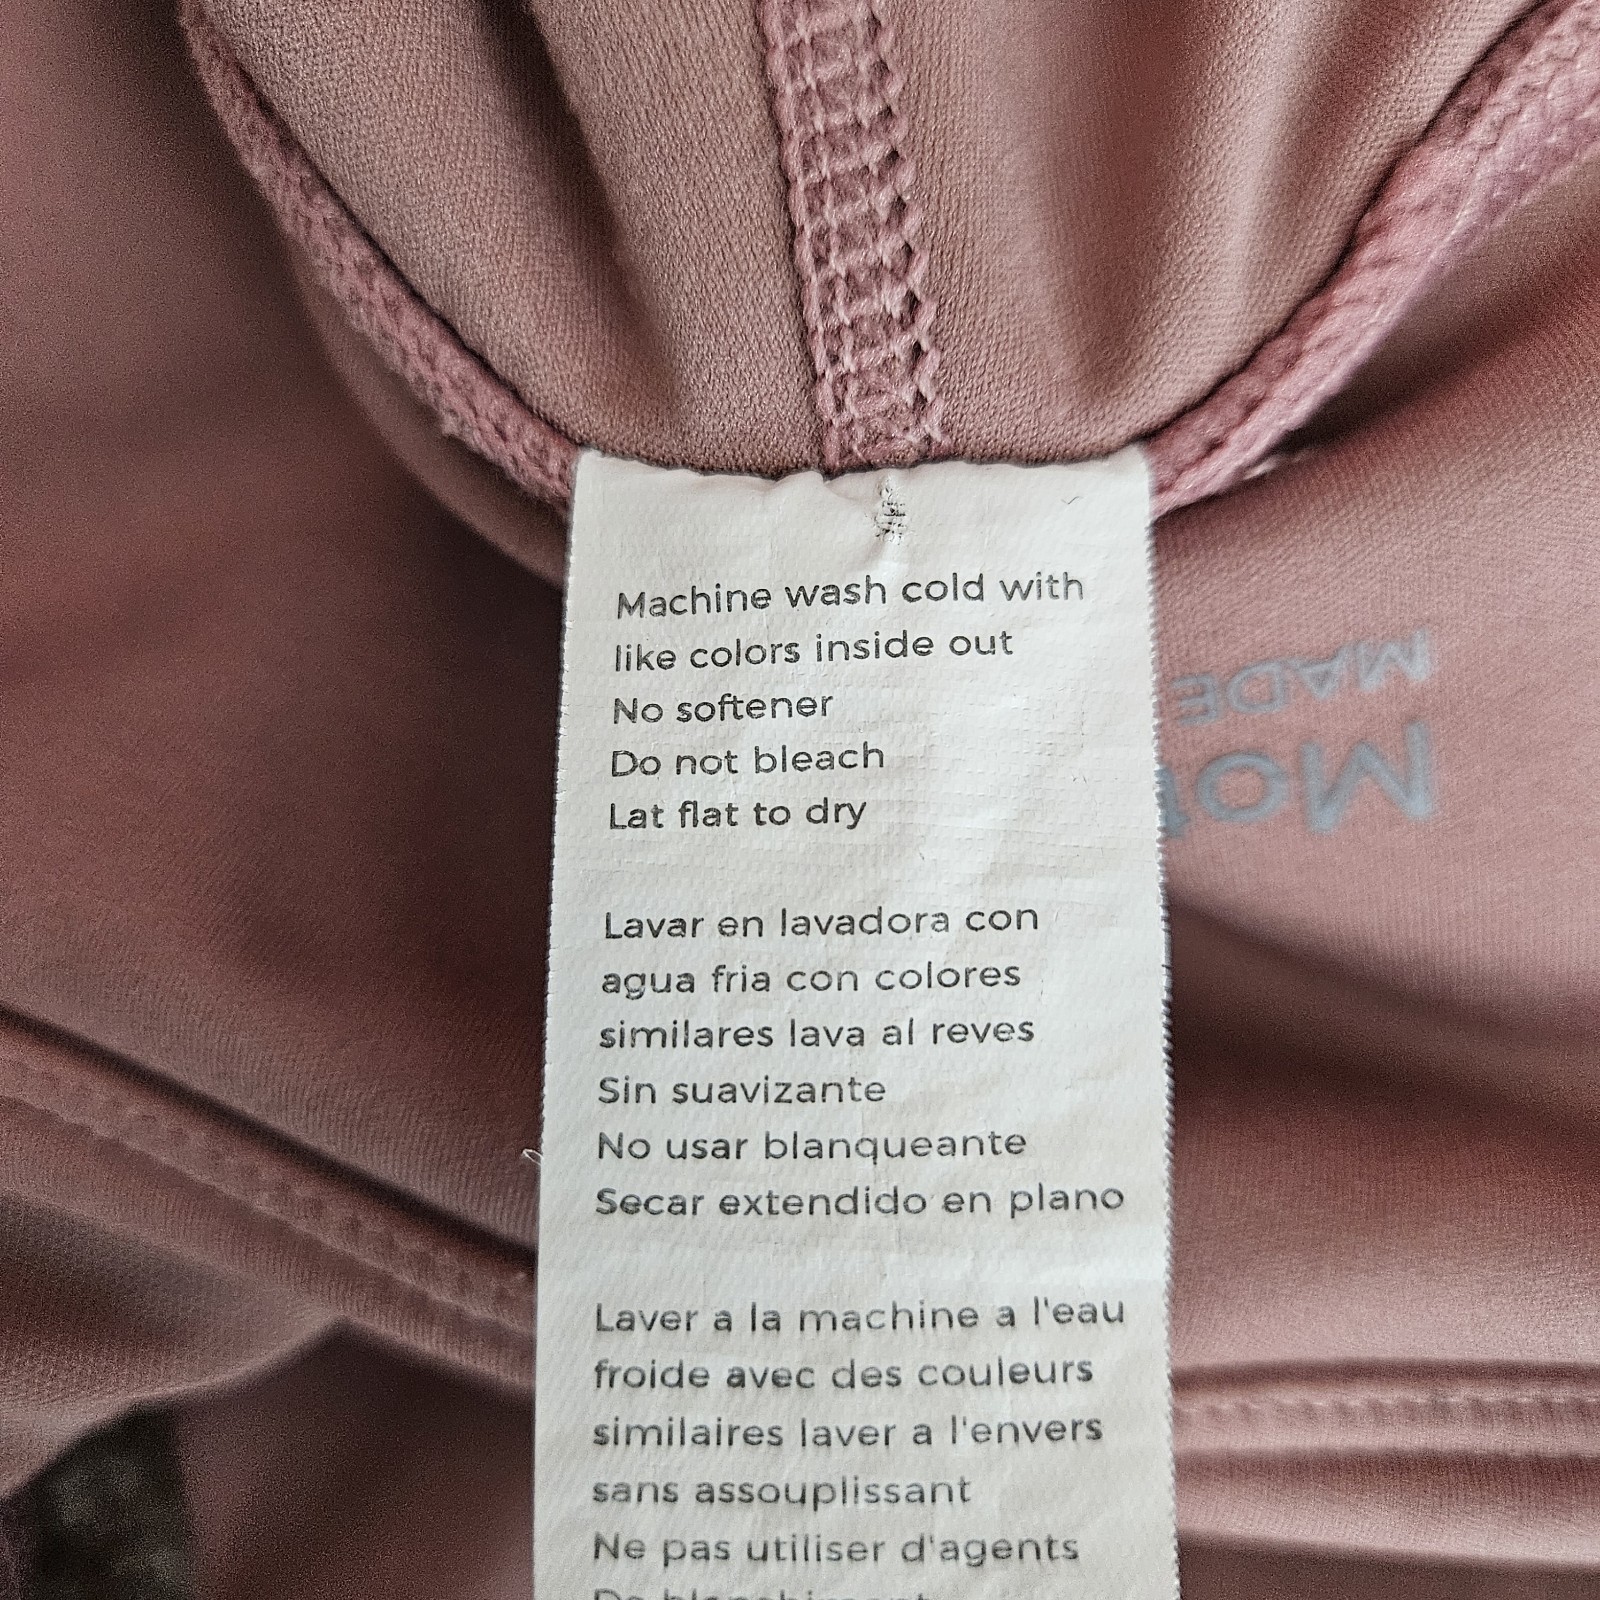 Machine wash cold with
like colors inside out
No softener
Do not bleach
Lat flat to dry
Lavar en lavadora con
agua fria con colores
similares lava al reves
Sin suavizante
No usar blanqueante
Secar extendido en plano
Laver a la machine a l'eau
froide avec des couleurs
similaires laver a l'envers
sans assouplissant
Ne pas utiliser d'agents
MADE